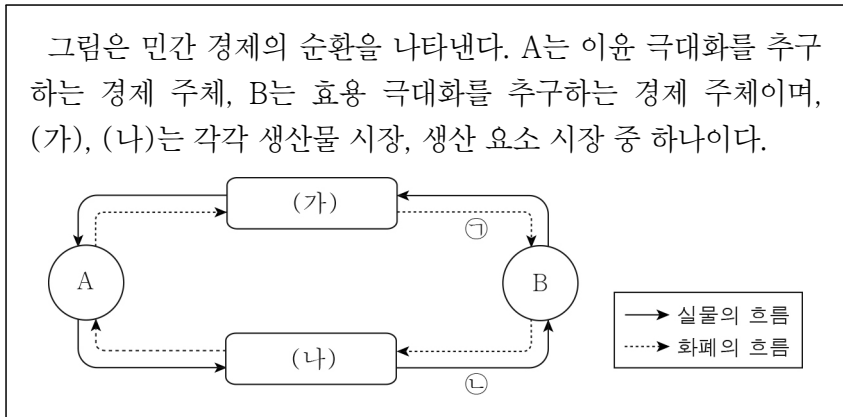 그림은 민간 경제의 순환을 나타낸다. A는 이윤 극대화를 추구
하는 경제 주체, B는 효용 극대화를 추구하는 경제 주체이며,
(가), (나)는 각각 생산물 시장, 생산 요소 시장 중 하나이다.
(가)
㉠
A
B
실물의 흐름
화폐의 흐름
(나)
㉡